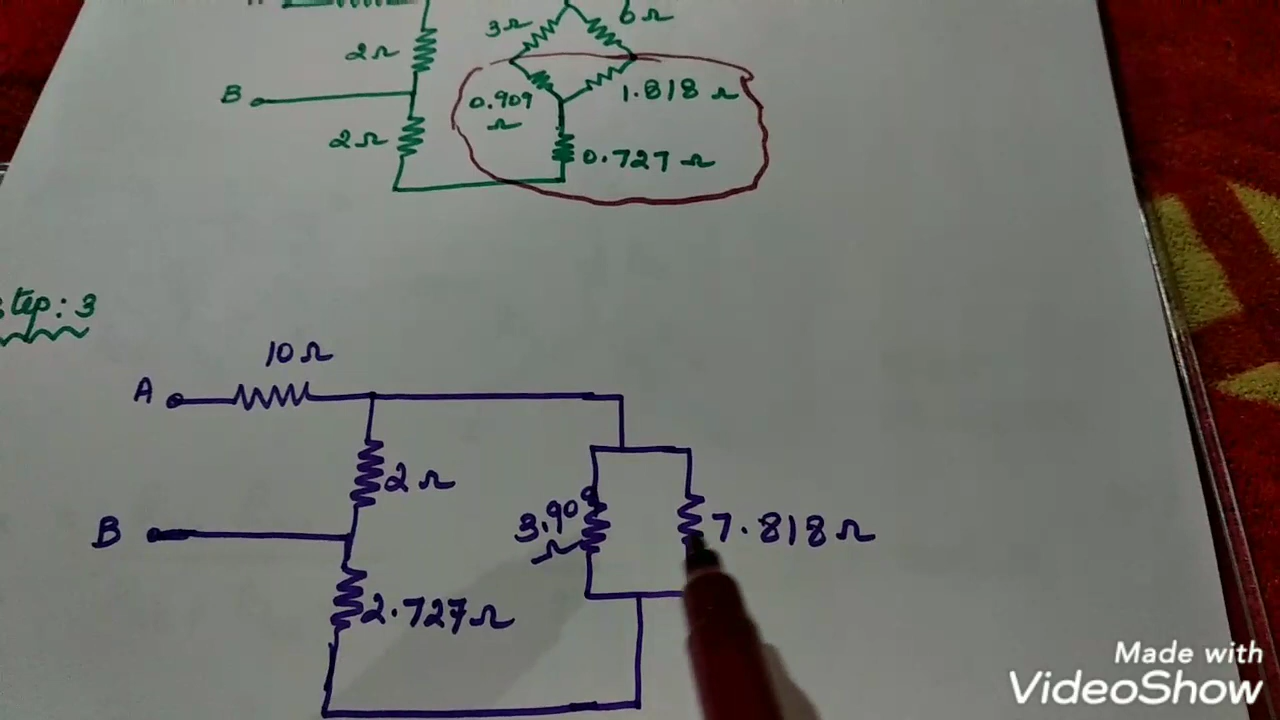 3Ω
6Ω
2Ω
B
0.909
Ω
1.818 Ω
2Ω
0.727 Ω
step: 3
10Ω
A
2Ω
B
3.909
Ω
7.818Ω
2.727Ω
Made with
VideoShow